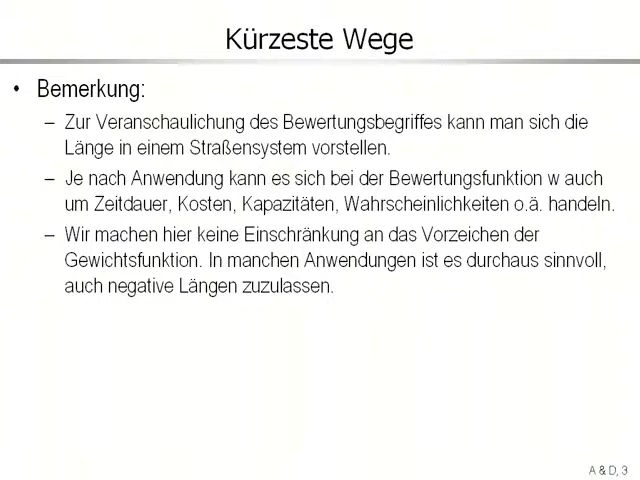 Kürzeste Wege
• Bemerkung:
– Zur Veranschaulichung des Bewertungsbegriffes kann man sich die
Länge in einem Straßensystem vorstellen.
– Je nach Anwendung kann es sich bei der Bewertungsfunktion w auch
um Zeitdauer, Kosten, Kapazitäten, Wahrscheinlichkeiten o.ä. handeln.
– Wir machen hier keine Einschränkung an das Vorzeichen der
Gewichtsfunktion. In manchen Anwendungen ist es durchaus sinnvoll,
auch negative Längen zuzulassen.
A & D, 3